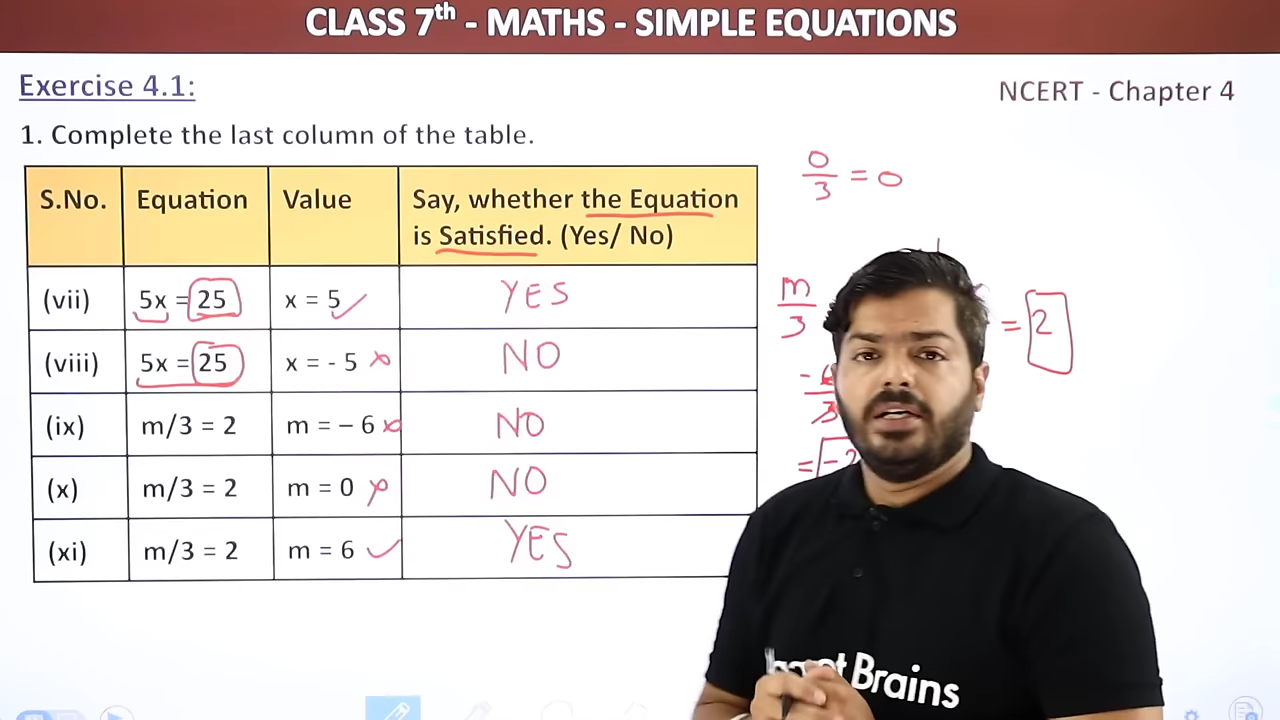 CLASS 7th - MATHS - SIMPLE EQUATIONS
Exercise 4.1:
NCERT - Chapter 4
1. Complete the last column of the table.
S.No. Equation Value Say, whether the Equation is Satisfied. (Yes/ No)
(vii) 5x = 25 x = 5 YES
(viii) 5x = 25 x = - 5 NO
(ix) m/3 = 2 m = – 6 NO
(x) m/3 = 2 m = 0 NO
(xi) m/3 = 2 m = 6 YES
0/3 = 0
m/3
= 2
= -2
Brains